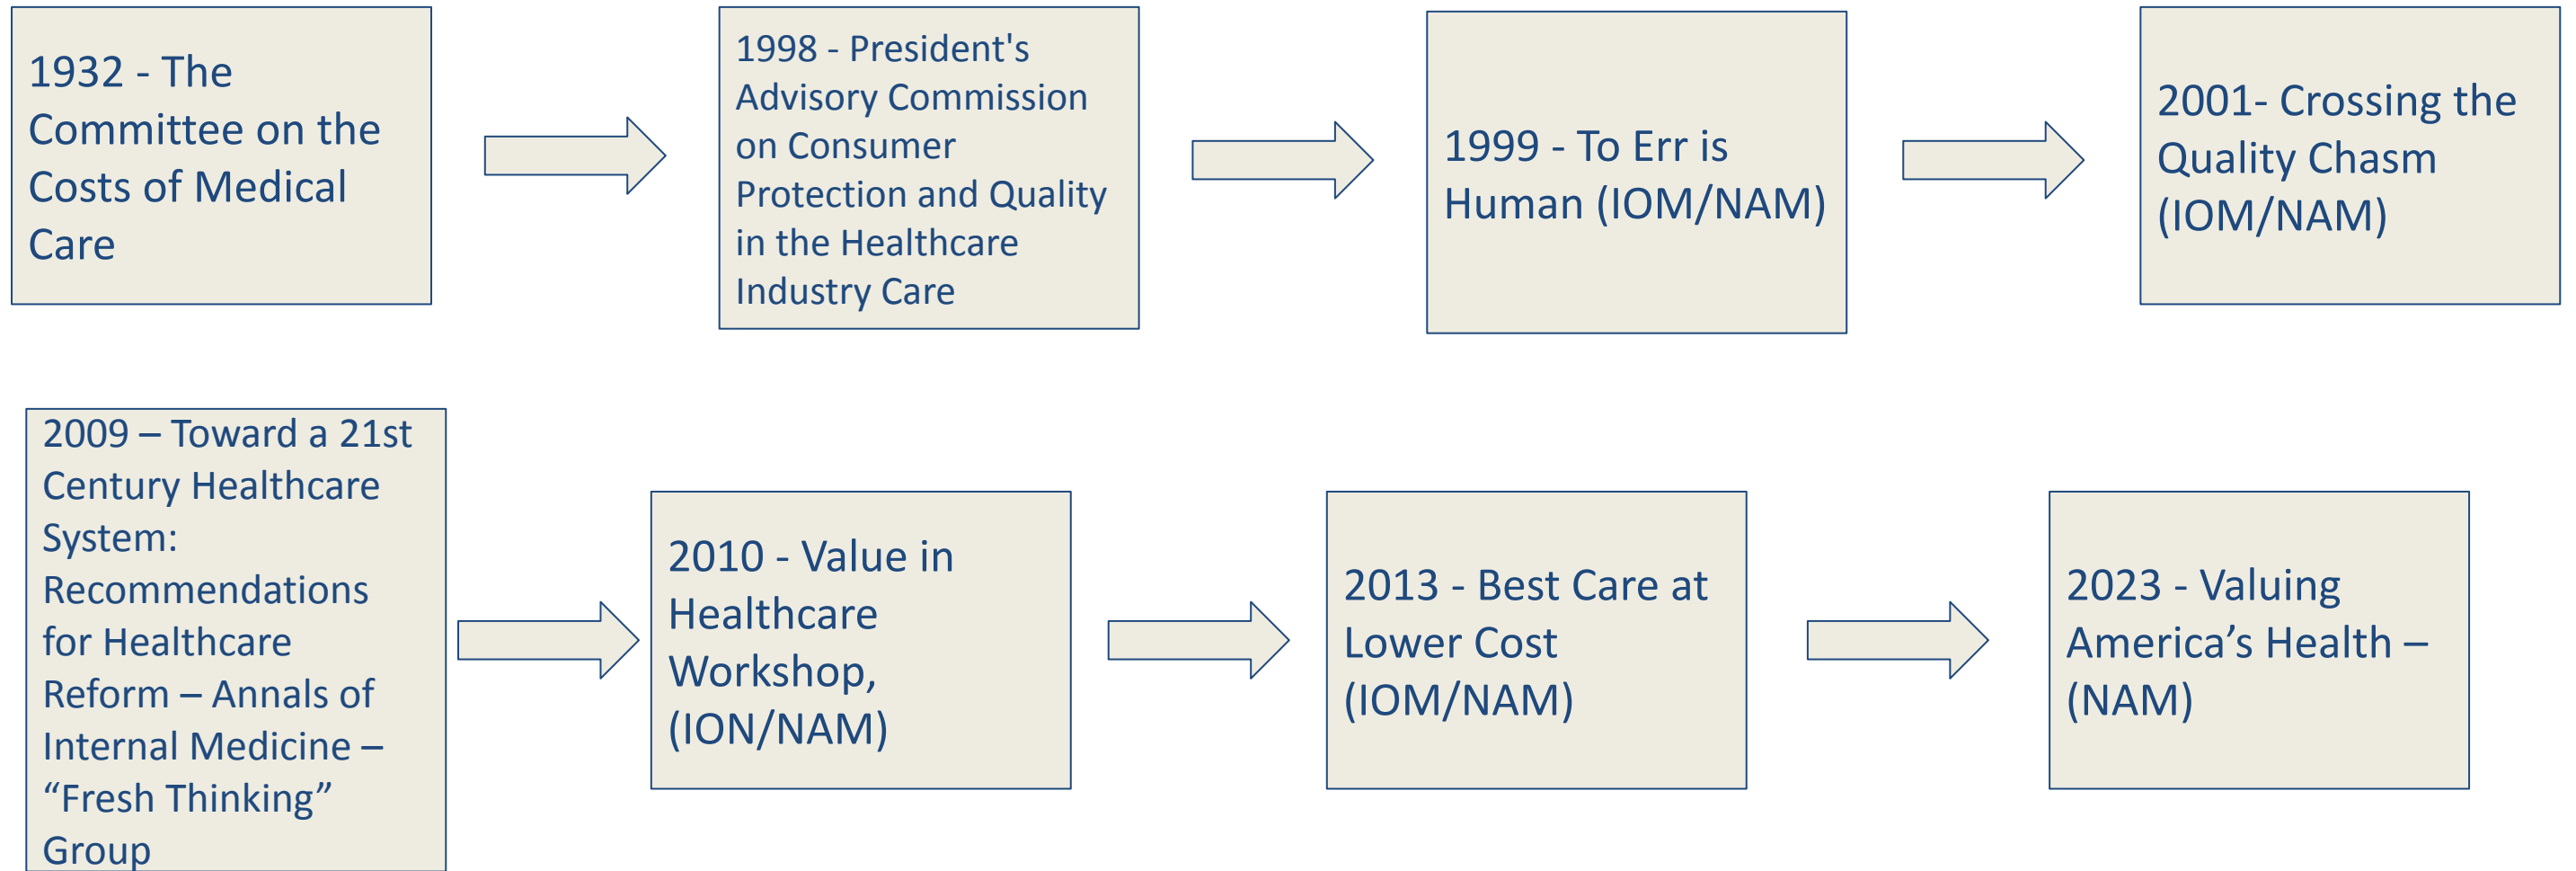 1932 - The
Committee on the
Costs of Medical
Care
1998 - President's
Advisory Commission
on Consumer
Protection and Quality
in the Healthcare
Industry Care
1999 - To Err is
Human (IOM/NAM)
2001- Crossing the
Quality Chasm
(IOM/NAM)
2009 – Toward a 21st
Century Healthcare
System:
Recommendations
for Healthcare
Reform – Annals of
Internal Medicine –
“Fresh Thinking”
Group
2010 - Value in
Healthcare
Workshop,
(ION/NAM)
2013 - Best Care at
Lower Cost
(IOM/NAM)
2023 - Valuing
America’s Health –
(NAM)